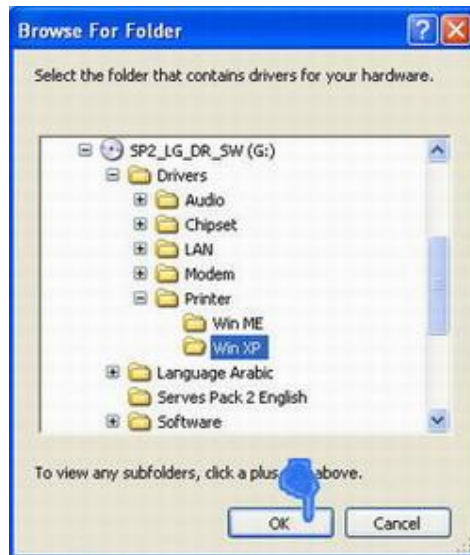 Browse For Folder
Select the folder that contains drivers for your hardware.
SP2_LG_DR_SW (G:)
Drivers
Audio
Chipset
LAN
Modem
Printer
Win ME
Win XP
Language Arabic
Serves Pack 2 English
Software
To view any subfolders, click a plus above.
OK
Cancel